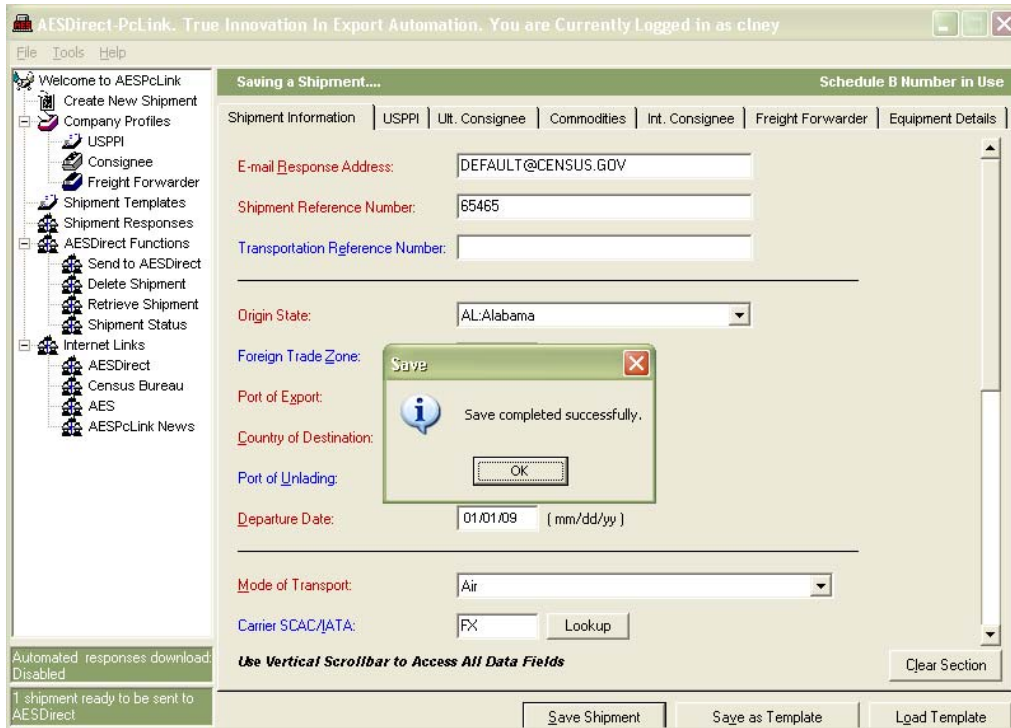 AESDirect-PcLink. True Innovation In Export Automation. You are Currently Logged in as clney
File Tools Help
Welcome to AESPcLink
Create New Shipment
Company Profiles
USPPI
Consignee
Freight Forwarder
Shipment Templates
Shipment Responses
AESDirect Functions
Send to AESDirect
Delete Shipment
Retrieve Shipment
Shipment Status
Internet Links
AESDirect
Census Bureau
AES
AESPcLink News
Automated responses download: Disabled
1 shipment ready to be sent to AESDirect
Saving a Shipment.... Schedule B Number in Use
Shipment Information USPPI Ult. Consignee Commodities Int. Consignee Freight Forwarder Equipment Details
E-mail Response Address: DEFAULT@CENSUS.GOV
Shipment Reference Number: 65465
Transportation Reference Number:
Origin State: AL:Alabama
Foreign Trade Zone:
Port of Export:
Country of Destination:
Port of Unlading:
Departure Date: 01/01/09 ( mm/dd/yy )
Save
Save completed successfully.
OK
Mode of Transport: Air
Carrier SCAC/IATA: FX Lookup
Use Vertical Scrollbar to Access All Data Fields
Clear Section
Save Shipment Save as Template Load Template